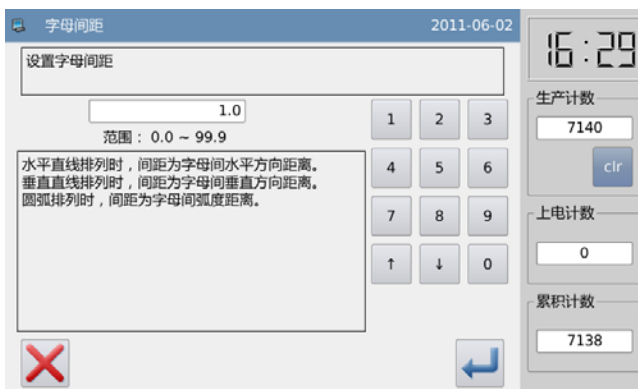 字母间距 2011-06-02
设置字母间距
1.0
范围： 0.0 ~ 99.9
水平直线排列时，间距为字母间水平方向距离。
垂直直线排列时，间距为字母间垂直方向距离。
圆弧排列时，间距为字母间弧度距离。
1 2 3
4 5 6
7 8 9
↑ ↓ 0
16:29
生产计数
7140
clr
上电计数
0
累积计数
7138